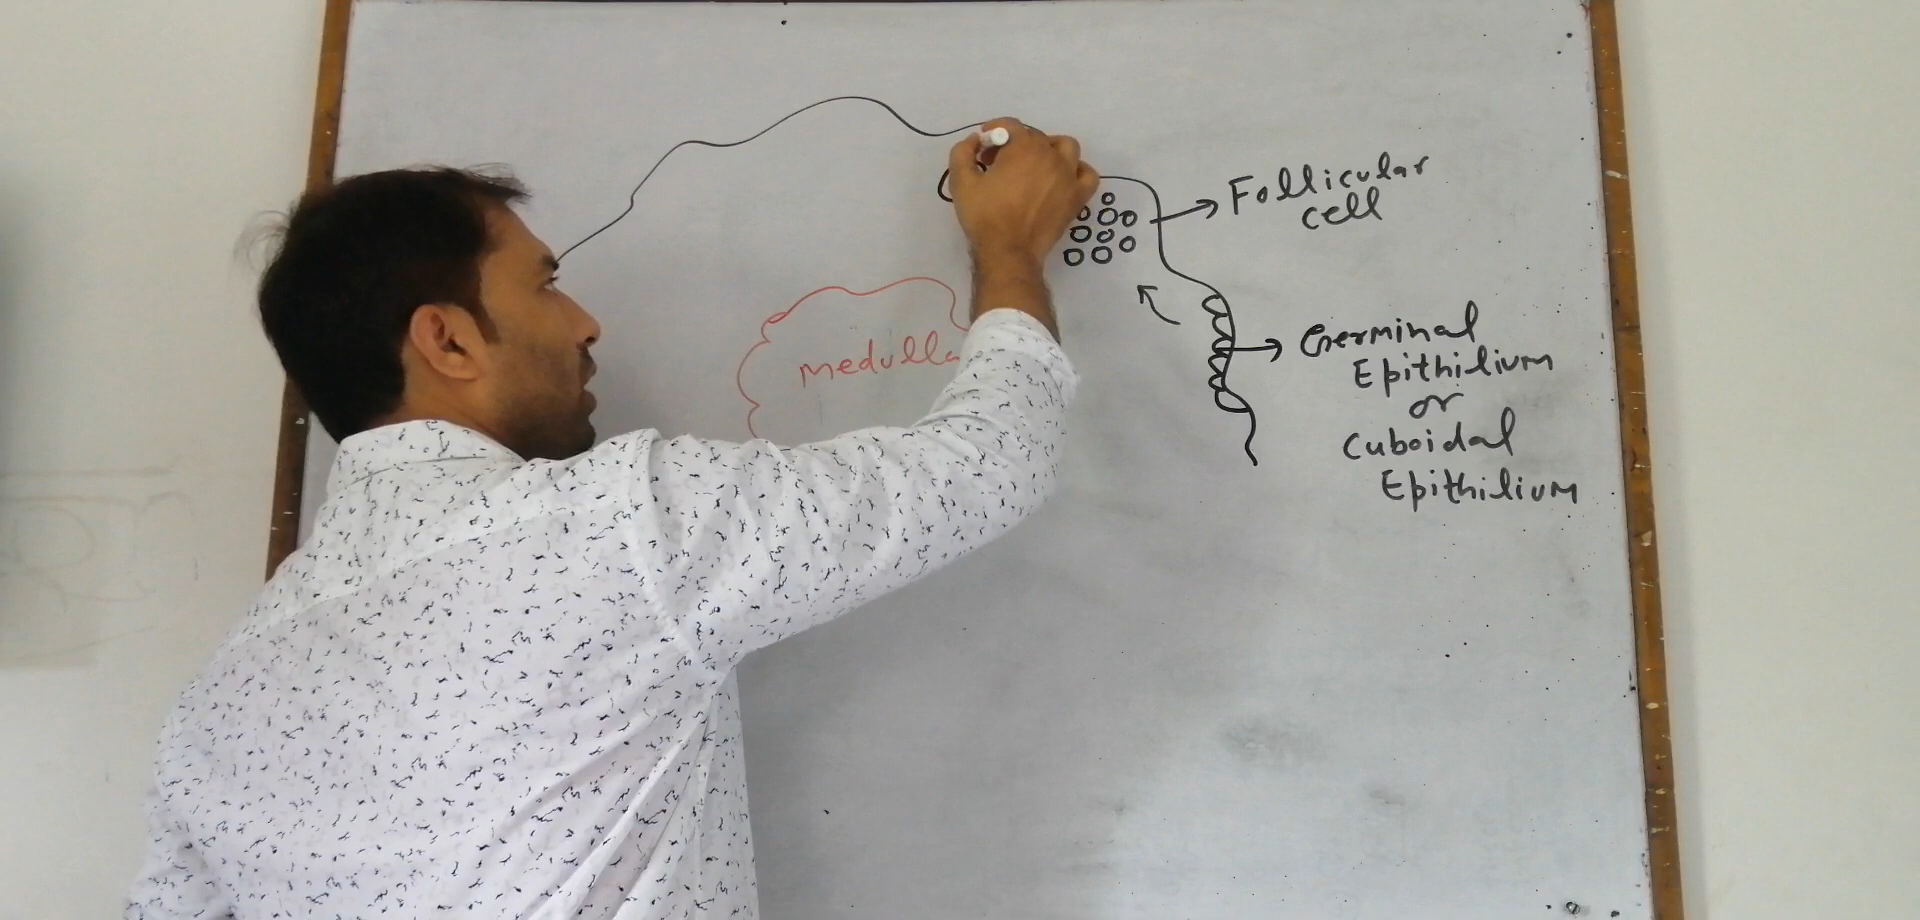 Follicular
cell
medulla
Germinal
Epithilium
or
Cuboidal
Epithilium